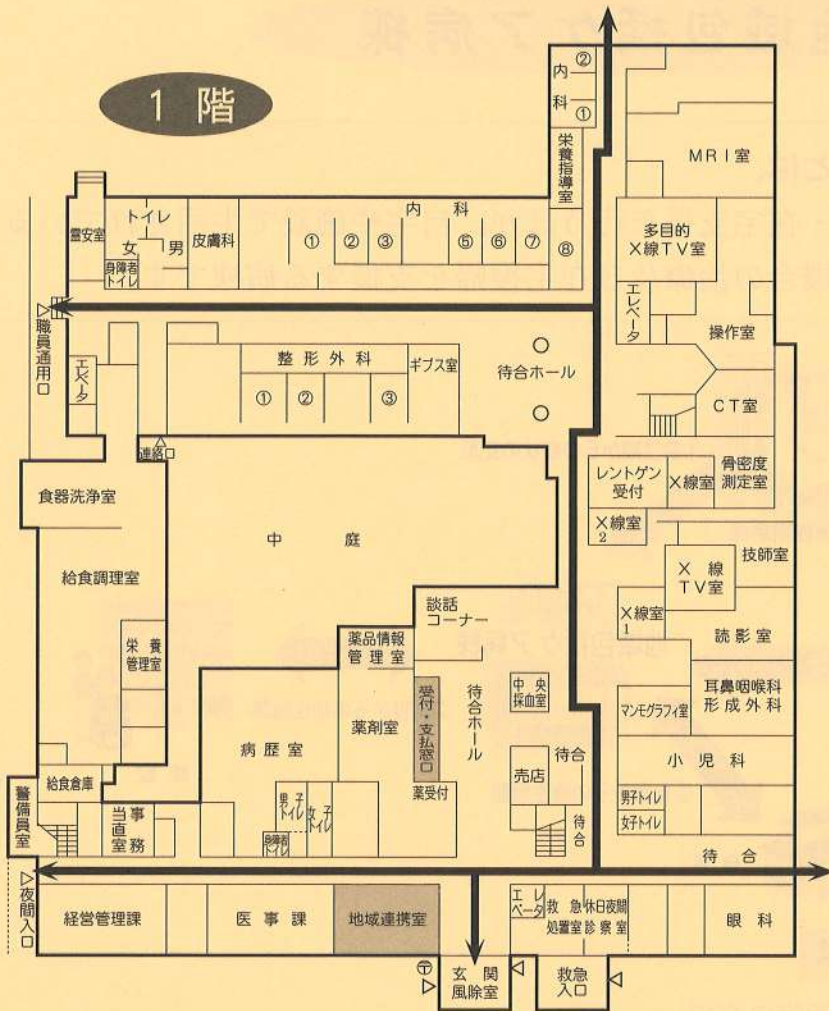 1 階
内科
②
①
栄養指導室
MRI室
霊安室
トイレ
女
男
身障者
トイレ
皮膚科
内科
①
②
③
⑤
⑥
⑦
⑧
多目的
X線TV室
エレベータ
操作室
▷職員通用口
エレベータ
整形外科
①
②
③
ギプス室
待合ホール
CT室
連絡口
レントゲン
受付
X線室
骨密度
測定室
食器洗浄室
X線室
2
中庭
技師室
X線
TV室
給食調理室
談話
コーナー
X線室
1
読影室
栄養
管理室
薬品情報
管理室
受付・支払窓口
待合ホール
中央
採血室
耳鼻咽喉科
形成外科
マンモグラフィ室
薬剤室
病歴室
売店
待合
小児科
給食倉庫
薬受付
男子トイレ
女子トイレ
男子
トイレ
女子
トイレ
身障者
トイレ
警備員室
事務
当直室
待合
待合
▷夜間入口
経営管理課
医事課
地域連携室
エレベータ
救急
処置室
休日夜間
診察室
眼科
〒
玄関
風除室
救急
入口